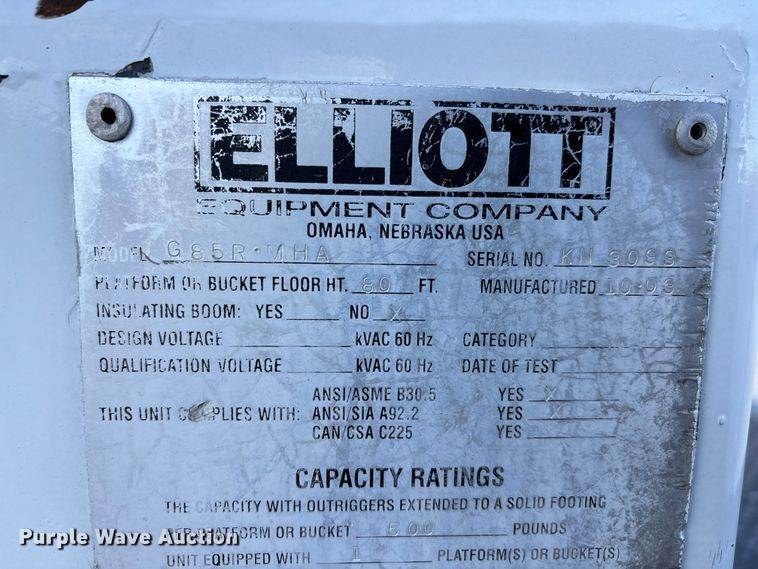 ELLIOTT
EQUIPMENT COMPANY
OMAHA, NEBRASKA USA
MODEL G85R·MHA SERIAL NO.
PLATFORM OR BUCKET FLOOR HT. 80 FT. MANUFACTURED 10-03
INSULATING BOOM: YES NO X
DESIGN VOLTAGE kVAC 60 Hz CATEGORY
QUALIFICATION VOLTAGE kVAC 60 Hz DATE OF TEST
ANSI/ASME B30.5 YES X
THIS UNIT COMPLIES WITH: ANSI/SIA A92.2 YES X
CAN/CSA C225 YES
CAPACITY RATINGS
THE CAPACITY WITH OUTRIGGERS EXTENDED TO A SOLID FOOTING
PER PLATFORM OR BUCKET 600 POUNDS
UNIT EQUIPPED WITH 1 PLATFORM(S) OR BUCKET(S)
Purple Wave Auction